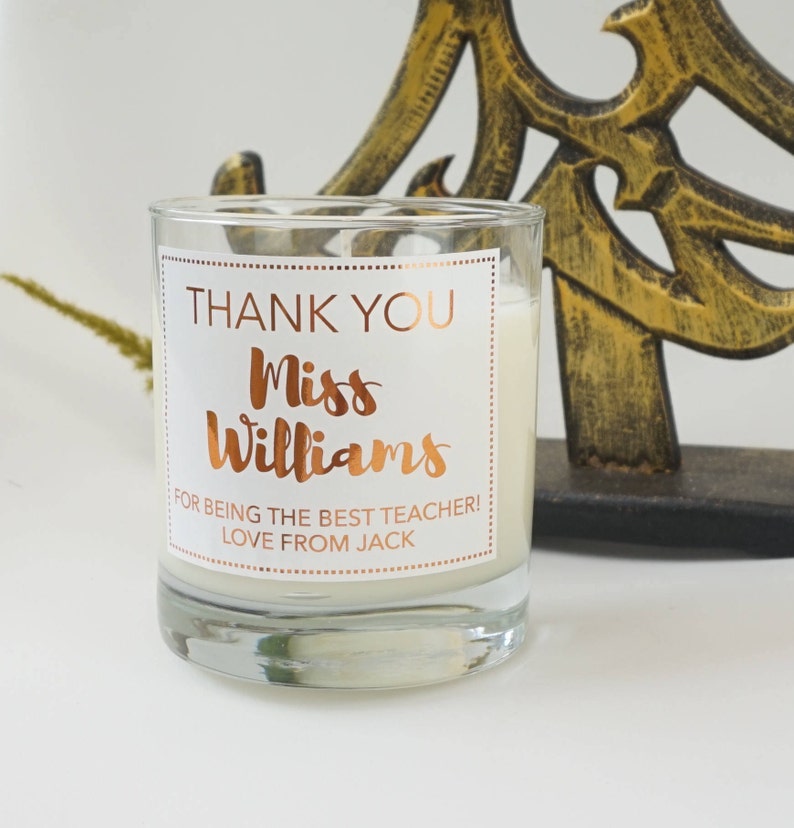 THANK YOU
Miss
Williams
FOR BEING THE BEST TEACHER!
LOVE FROM JACK